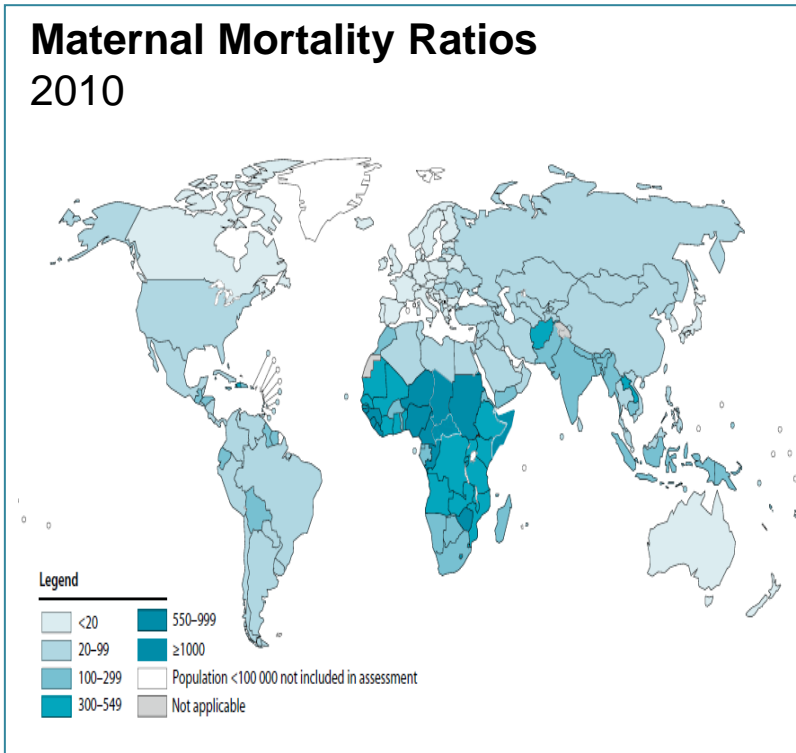 Maternal Mortality Ratios
2010
Legend
<20
20–99
100–299
300–549
550–999
≥1000
Population <100 000 not included in assessment
Not applicable